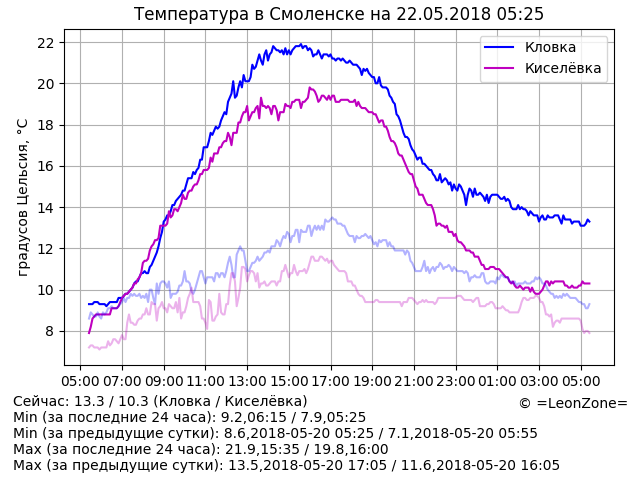 Температура в Смоленске на 22.05.2018 05:25
Кловка
Киселёвка
градусов Цельсия, °C
22
20
18
16
14
12
10
8
05:00 07:00 09:00 11:00 13:00 15:00 17:00 19:00 21:00 23:00 01:00 03:00 05:00
Сейчас: 13.3 / 10.3 (Кловка / Киселёвка)
© =LeonZone=
Min (за последние 24 часа): 9.2,06:15 / 7.9,05:25
Min (за предыдущие сутки): 8.6,2018-05-20 05:25 / 7.1,2018-05-20 05:55
Max (за последние 24 часа): 21.9,15:35 / 19.8,16:00
Max (за предыдущие сутки): 13.5,2018-05-20 17:05 / 11.6,2018-05-20 16:05